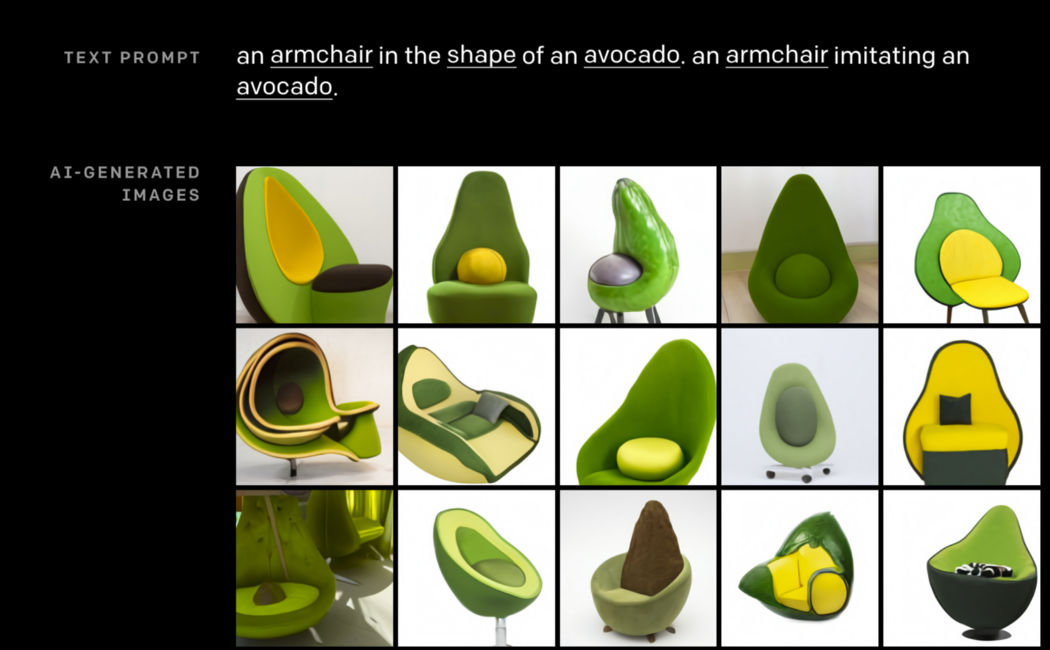 TEXT PROMPT
an armchair in the shape of an avocado. an armchair imitating an
avocado.
AI-GENERATED
IMAGES